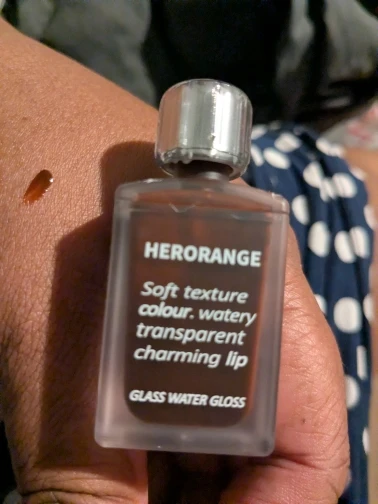 HERORANGE
Soft texture
colour. watery
transparent
charming lip
GLASS WATER GLOSS